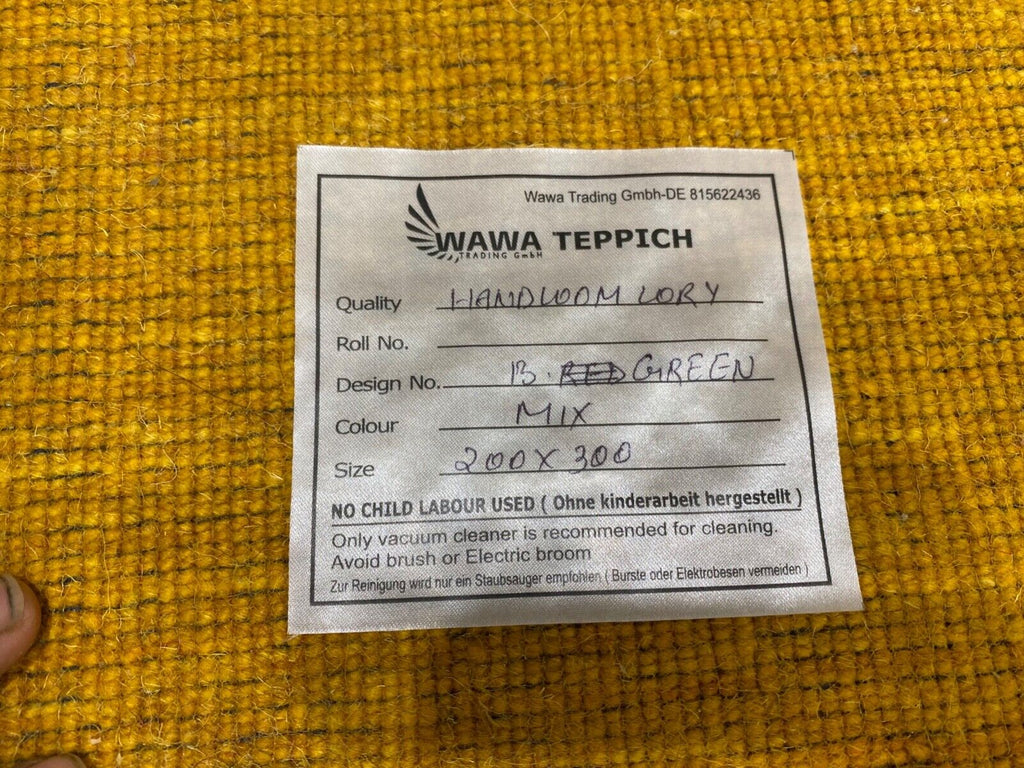 Wawa Trading Gmbh-DE 815622436
WAWA TEPPICH
TRADING GmbH
Quality HANDLOOM LORY
Roll No.
Design No. B. RED GREEN
Colour MIX
Size 200 X 300
NO CHILD LABOUR USED ( Ohne kinderarbeit hergestellt )
Only vacuum cleaner is recommended for cleaning.
Avoid brush or Electric broom
Zur Reinigung wird nur ein Staubsauger empfohlen ( Burste oder Elektrobesen vermeiden )